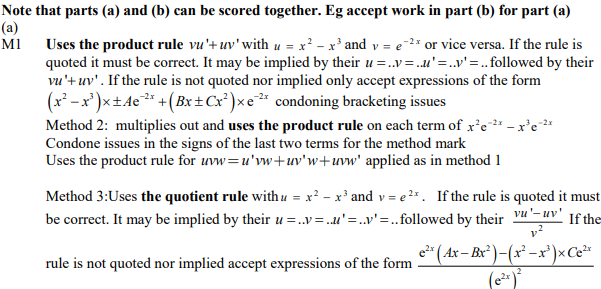 Note that parts (a) and (b) can be scored together. Eg accept work in part (b) for part (a)
(a)
M1 Uses the product rule vu'+uv' with u = x² − x³ and v = e⁻²ˣ or vice versa. If the rule is
quoted it must be correct. It may be implied by their u =..v=..u'=..v'=..followed by their
vu'+uv'. If the rule is not quoted nor implied only accept expressions of the form
(x² − x³)×±Ae⁻²ˣ +(Bx±Cx²)×e⁻²ˣ condoning bracketing issues
Method 2: multiplies out and uses the product rule on each term of x²e⁻²ˣ − x³e⁻²ˣ
Condone issues in the signs of the last two terms for the method mark
Uses the product rule for uvw=u'vw+uv'w+uvw' applied as in method 1
Method 3:Uses the quotient rule with u = x² − x³ and v = e²ˣ. If the rule is quoted it must
be correct. It may be implied by their u =..v=..u'=..v'=..followed by their (vu'−uv')/v² If the
rule is not quoted nor implied accept expressions of the form (e²ˣ(Ax−Bx²)−(x²−x³)×Ce²ˣ)/(e²ˣ)²